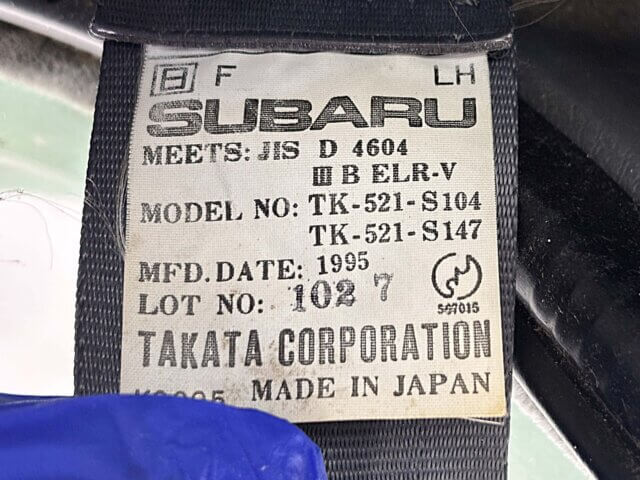 F LH
SUBARU
MEETS: JIS D 4604
III B ELR-V
MODEL NO: TK-521-S104
TK-521-S147
MFD. DATE: 1995
LOT NO: 102 7
567015
TAKATA CORPORATION
MADE IN JAPAN